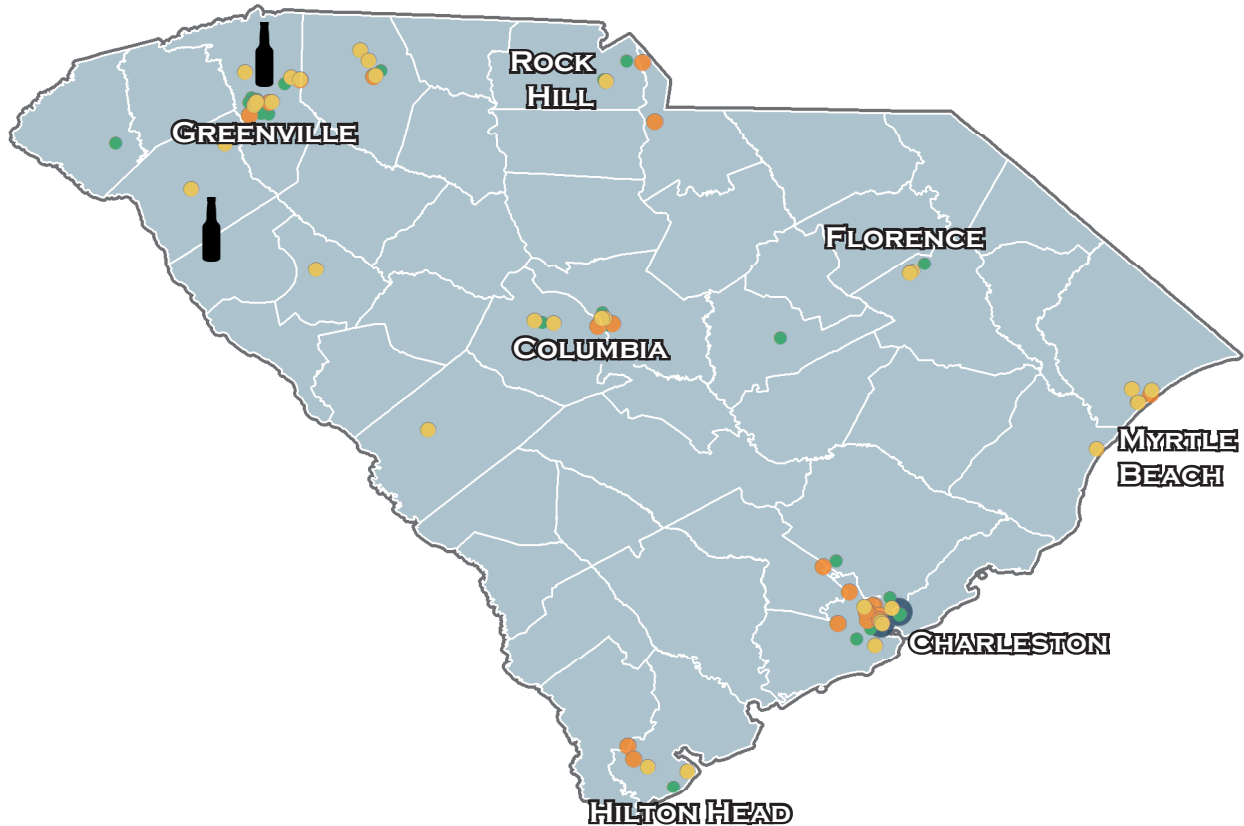 Rock
Hill
Greenville
Florence
Columbia
Myrtle
Beach
Charleston
Hilton Head